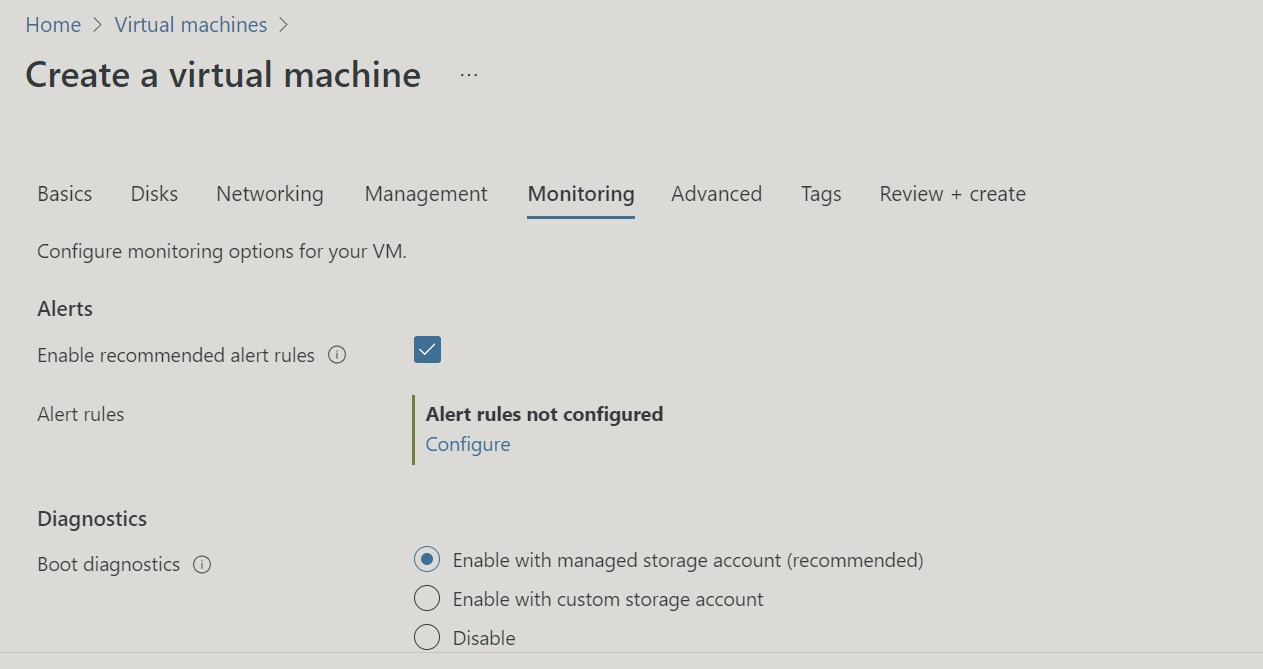 Home > Virtual machines >
Create a virtual machine ...
Basics Disks Networking Management Monitoring Advanced Tags Review + create
Configure monitoring options for your VM.
Alerts
Enable recommended alert rules
Alert rules
Alert rules not configured
Configure
Diagnostics
Boot diagnostics
Enable with managed storage account (recommended)
Enable with custom storage account
Disable